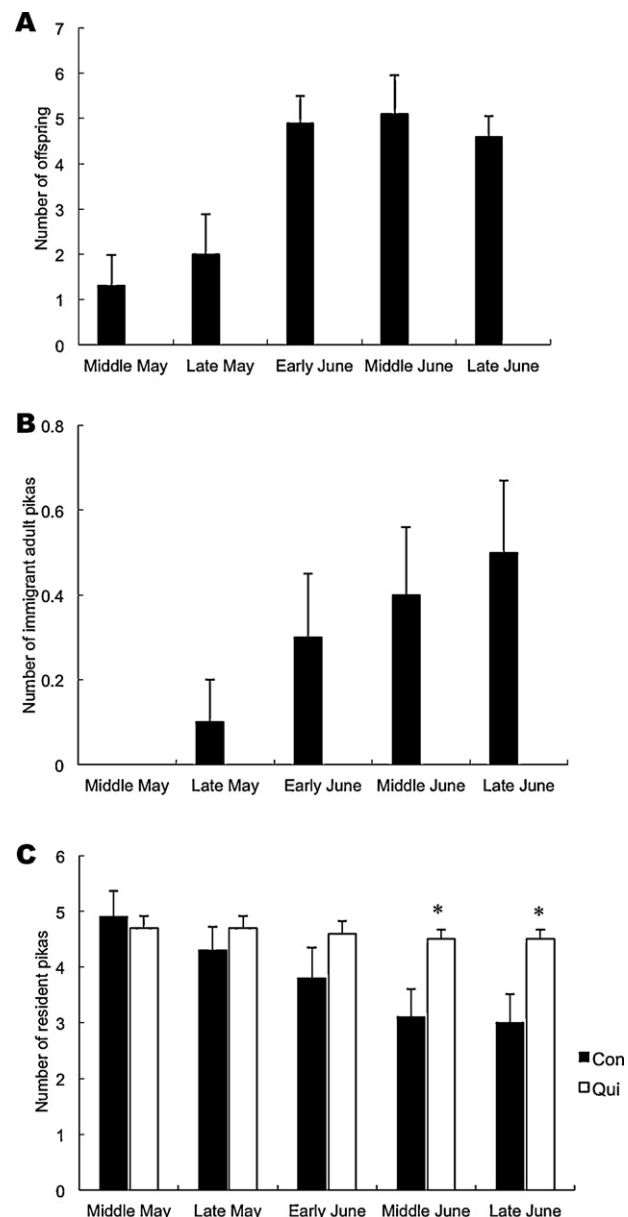 A
Number of offspring
7
6
5
4
3
2
1
0
Middle May Late May Early June Middle June Late June
B
Number of immigrant adult pikas
0.8
0.6
0.4
0.2
0
Middle May Late May Early June Middle June Late June
C
Number of resident pikas
6
5
4
3
2
1
0
* *
Con
Qui
Middle May Late May Early June Middle June Late June